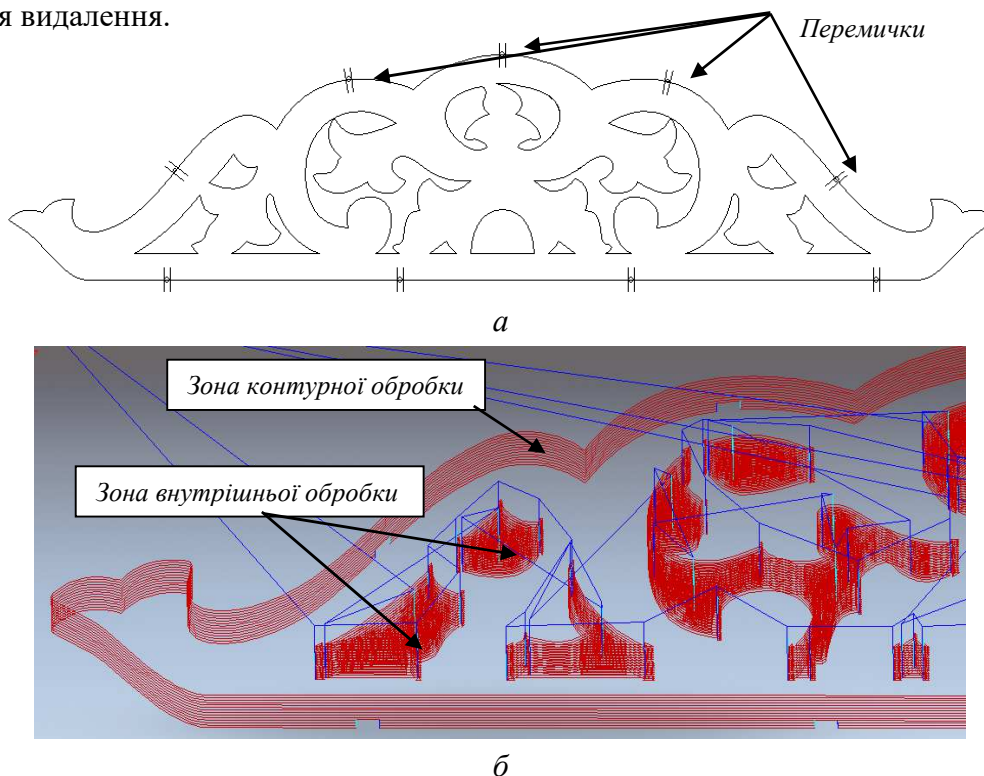 я видалення.
Перемички
а
Зона контурної обробки
Зона внутрішньої обробки
б